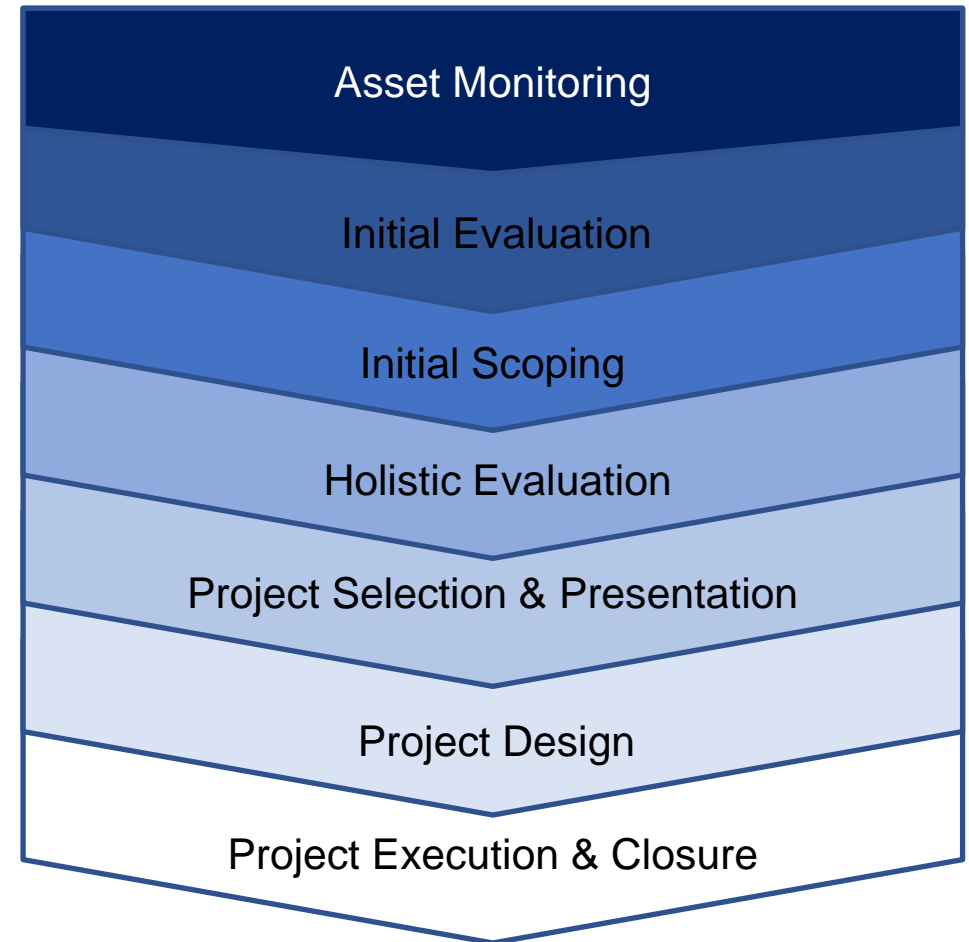 Asset Monitoring
Initial Evaluation
Initial Scoping
Holistic Evaluation
Project Selection & Presentation
Project Design
Project Execution & Closure